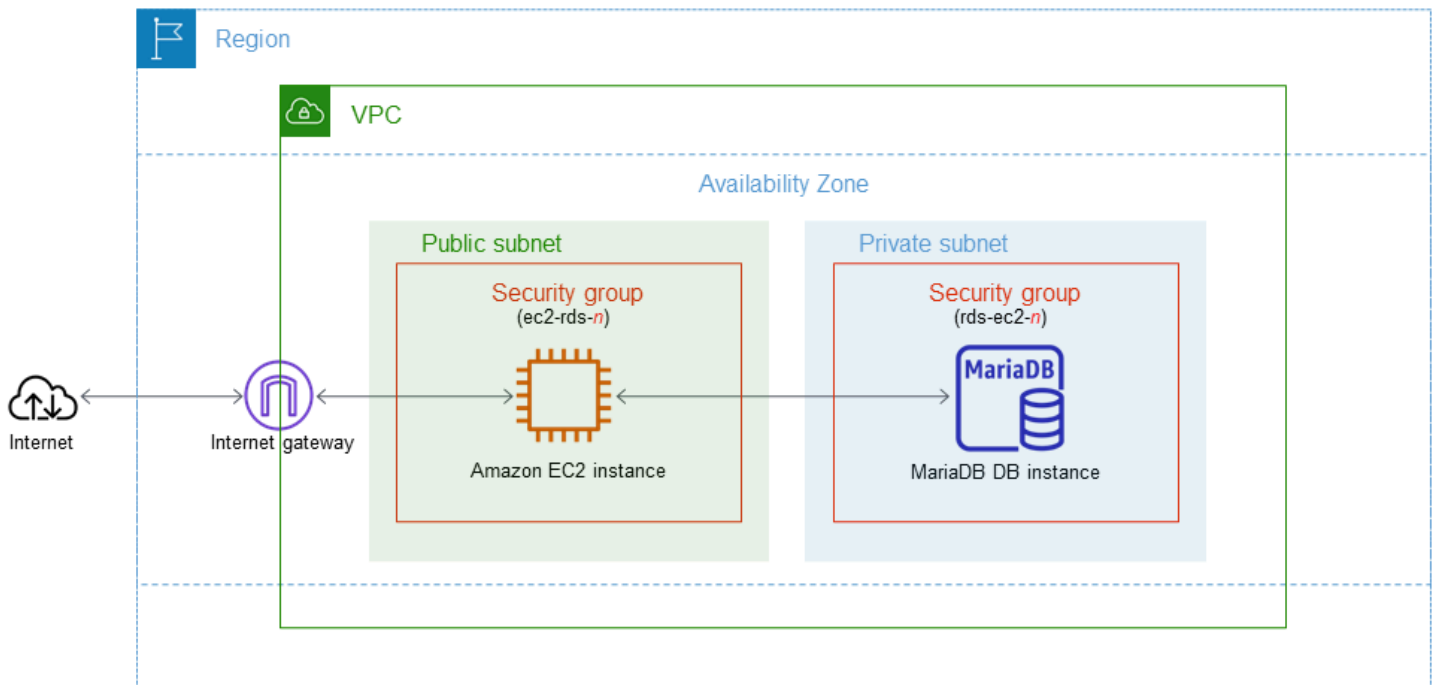 Region
VPC
Availability Zone
Public subnet
Private subnet
Security group
(ec2-rds-n)
Security group
(rds-ec2-n)
MariaDB
Internet
Internet gateway
Amazon EC2 instance
MariaDB DB instance